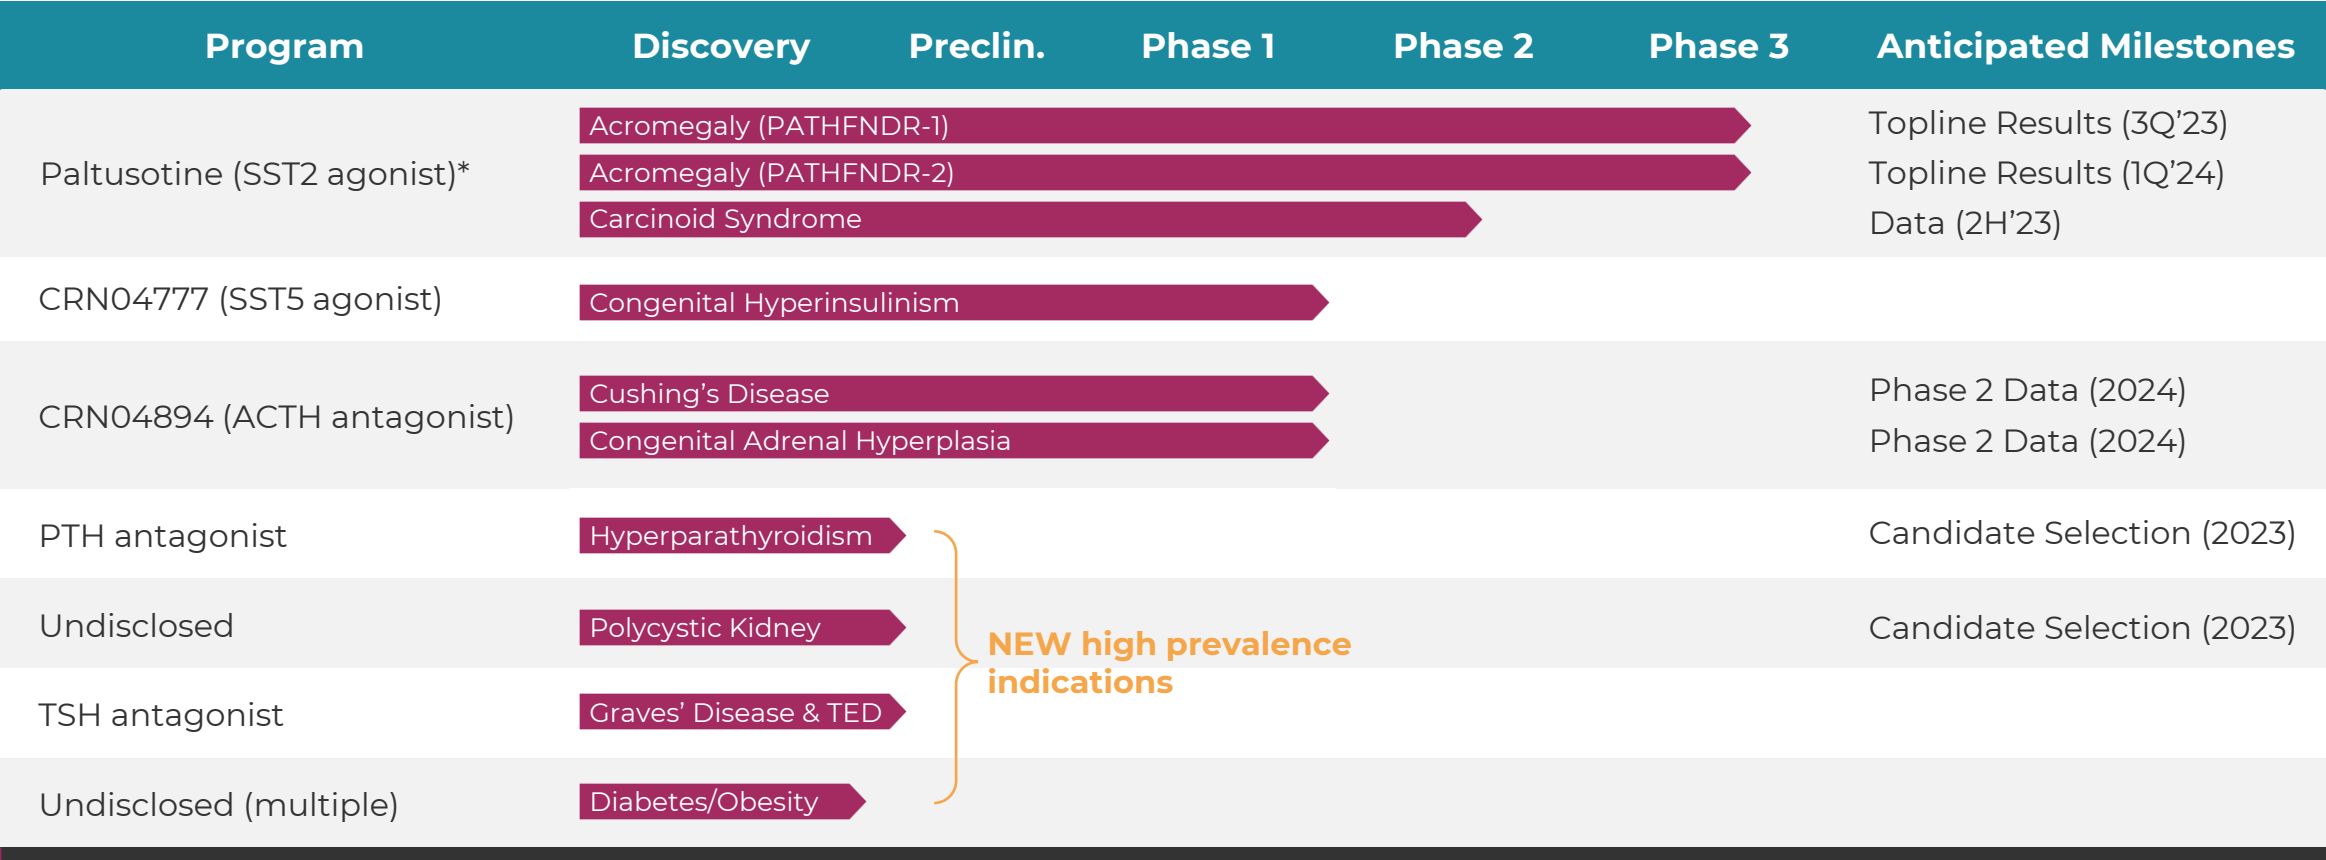 Program Discovery Preclin. Phase 1 Phase 2 Phase 3 Anticipated Milestones
Paltusotine (SST2 agonist)*
Acromegaly (PATHFNDR-1) Topline Results (3Q’23)
Acromegaly (PATHFNDR-2) Topline Results (1Q’24)
Carcinoid Syndrome Data (2H’23)
CRN04777 (SST5 agonist) Congenital Hyperinsulinism
CRN04894 (ACTH antagonist)
Cushing’s Disease Phase 2 Data (2024)
Congenital Adrenal Hyperplasia Phase 2 Data (2024)
PTH antagonist Hyperparathyroidism Candidate Selection (2023)
Undisclosed Polycystic Kidney Candidate Selection (2023)
NEW high prevalence
indications
TSH antagonist Graves’ Disease & TED
Undisclosed (multiple) Diabetes/Obesity